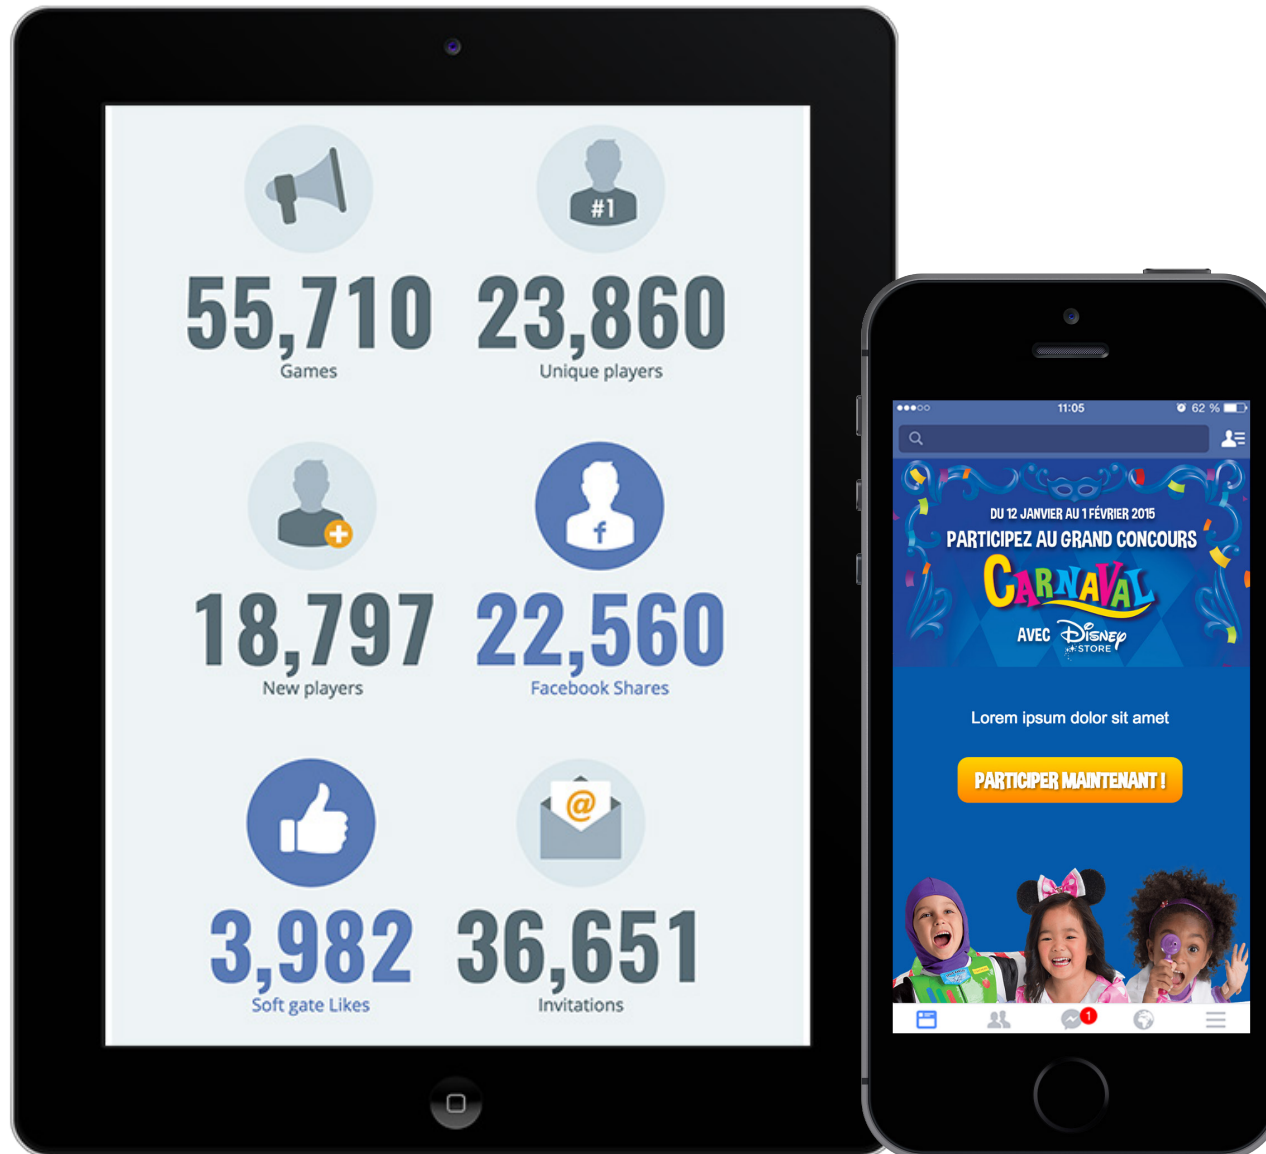 #1
55,710
Games
23,860
Unique players
18,797
New players
f
22,560
Facebook Shares
3,982
Soft gate Likes
@
36,651
Invitations
11:05
62 %
DU 12 JANVIER AU 1 FÉVRIER 2015
PARTICIPEZ AU GRAND CONCOURS
CARNAVAL
AVEC Disney
STORE
Lorem ipsum dolor sit amet
PARTICIPER MAINTENANT !
1